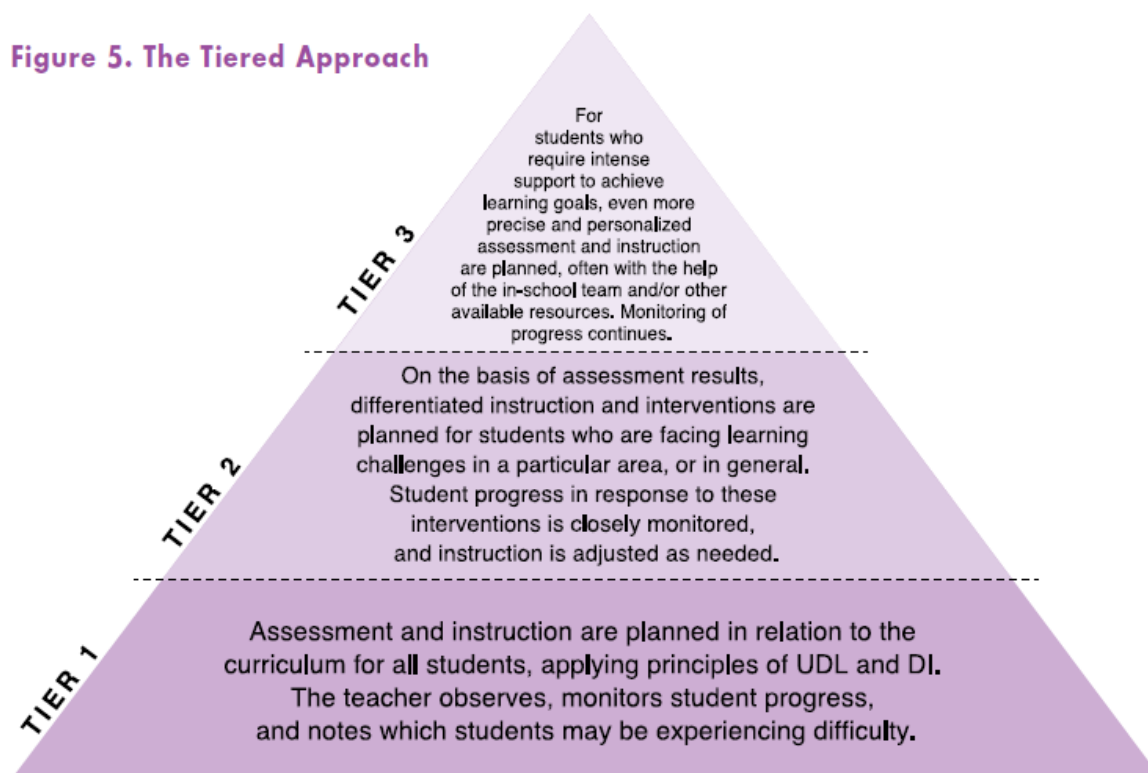 Figure 5. The Tiered Approach
For
students who
require intense
support to achieve
learning goals, even more
precise and personalized
assessment and instruction
are planned, often with the help
of the in-school team and/or other
available resources. Monitoring of
progress continues.
TIER 3
On the basis of assessment results,
differentiated instruction and interventions are
planned for students who are facing learning
challenges in a particular area, or in general.
Student progress in response to these
interventions is closely monitored,
and instruction is adjusted as needed.
TIER 2
Assessment and instruction are planned in relation to the
curriculum for all students, applying principles of UDL and DI.
The teacher observes, monitors student progress,
and notes which students may be experiencing difficulty.
TIER 1